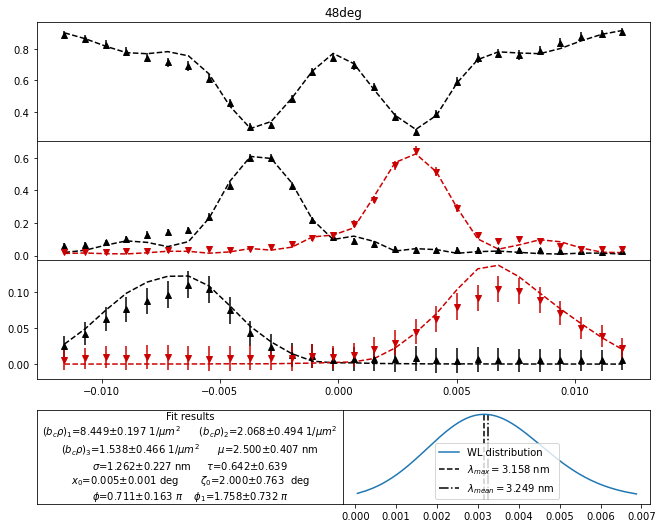 48deg
0.8
0.6
0.4
0.6
0.4
0.2
0.0
0.10
0.05
0.00
−0.010 −0.005 0.000 0.005 0.010
Fit results
(b_cρ)_1=8.449±0.197 1/μm^2 (b_cρ)_2=2.068±0.494 1/μm^2
(b_cρ)_3=1.538±0.466 1/μm^2 μ=2.500±0.407 nm
σ=1.262±0.227 nm τ=0.642±0.639
x_0=0.005±0.001 deg ζ_0=2.000±0.763 deg
ϕ=0.711±0.163 π ϕ_1=1.758±0.732 π
WL distribution
λ_max=3.158 nm
λ_mean=3.249 nm
0.000 0.001 0.002 0.003 0.004 0.005 0.006 0.007